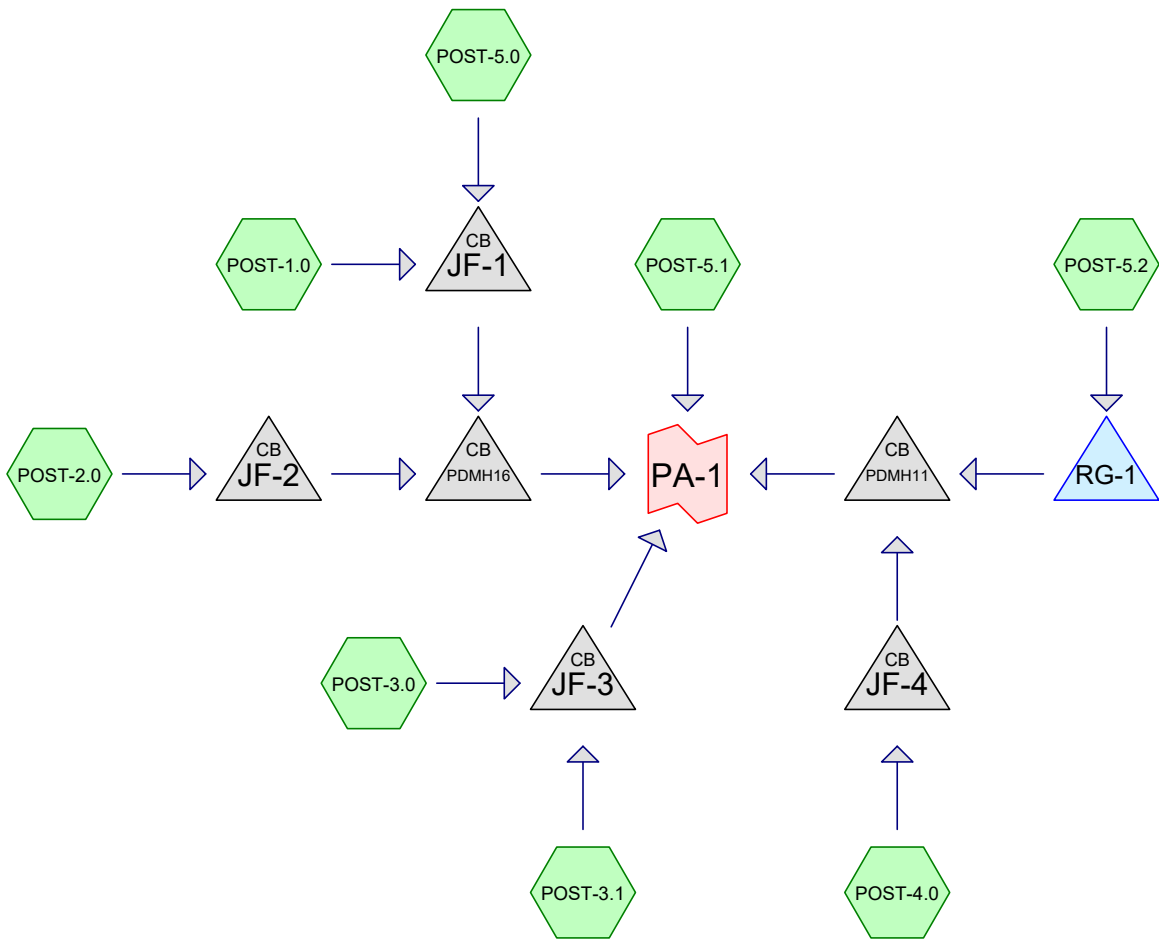 POST-5.0
CB
JF-1
POST-1.0
POST-5.1
POST-5.2
POST-2.0
CB
JF-2
CB
PDMH16
PA-1
CB
PDMH11
RG-1
POST-3.0
CB
JF-3
CB
JF-4
POST-3.1
POST-4.0